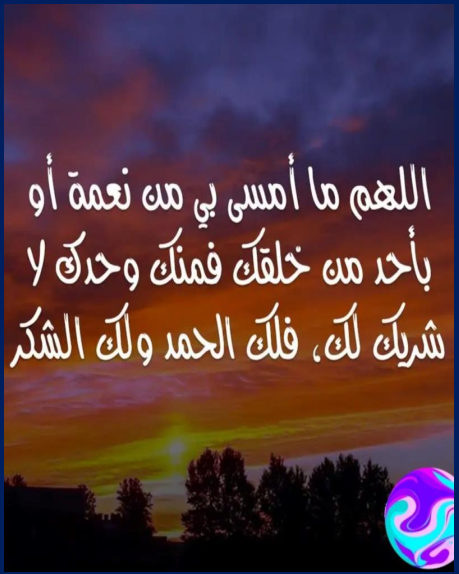 اللهم ما أمسى بي من نعمة أو
بأحد من خلقك فمنك وحدك لا
شريك لك، فلك الحمد ولك الشكر